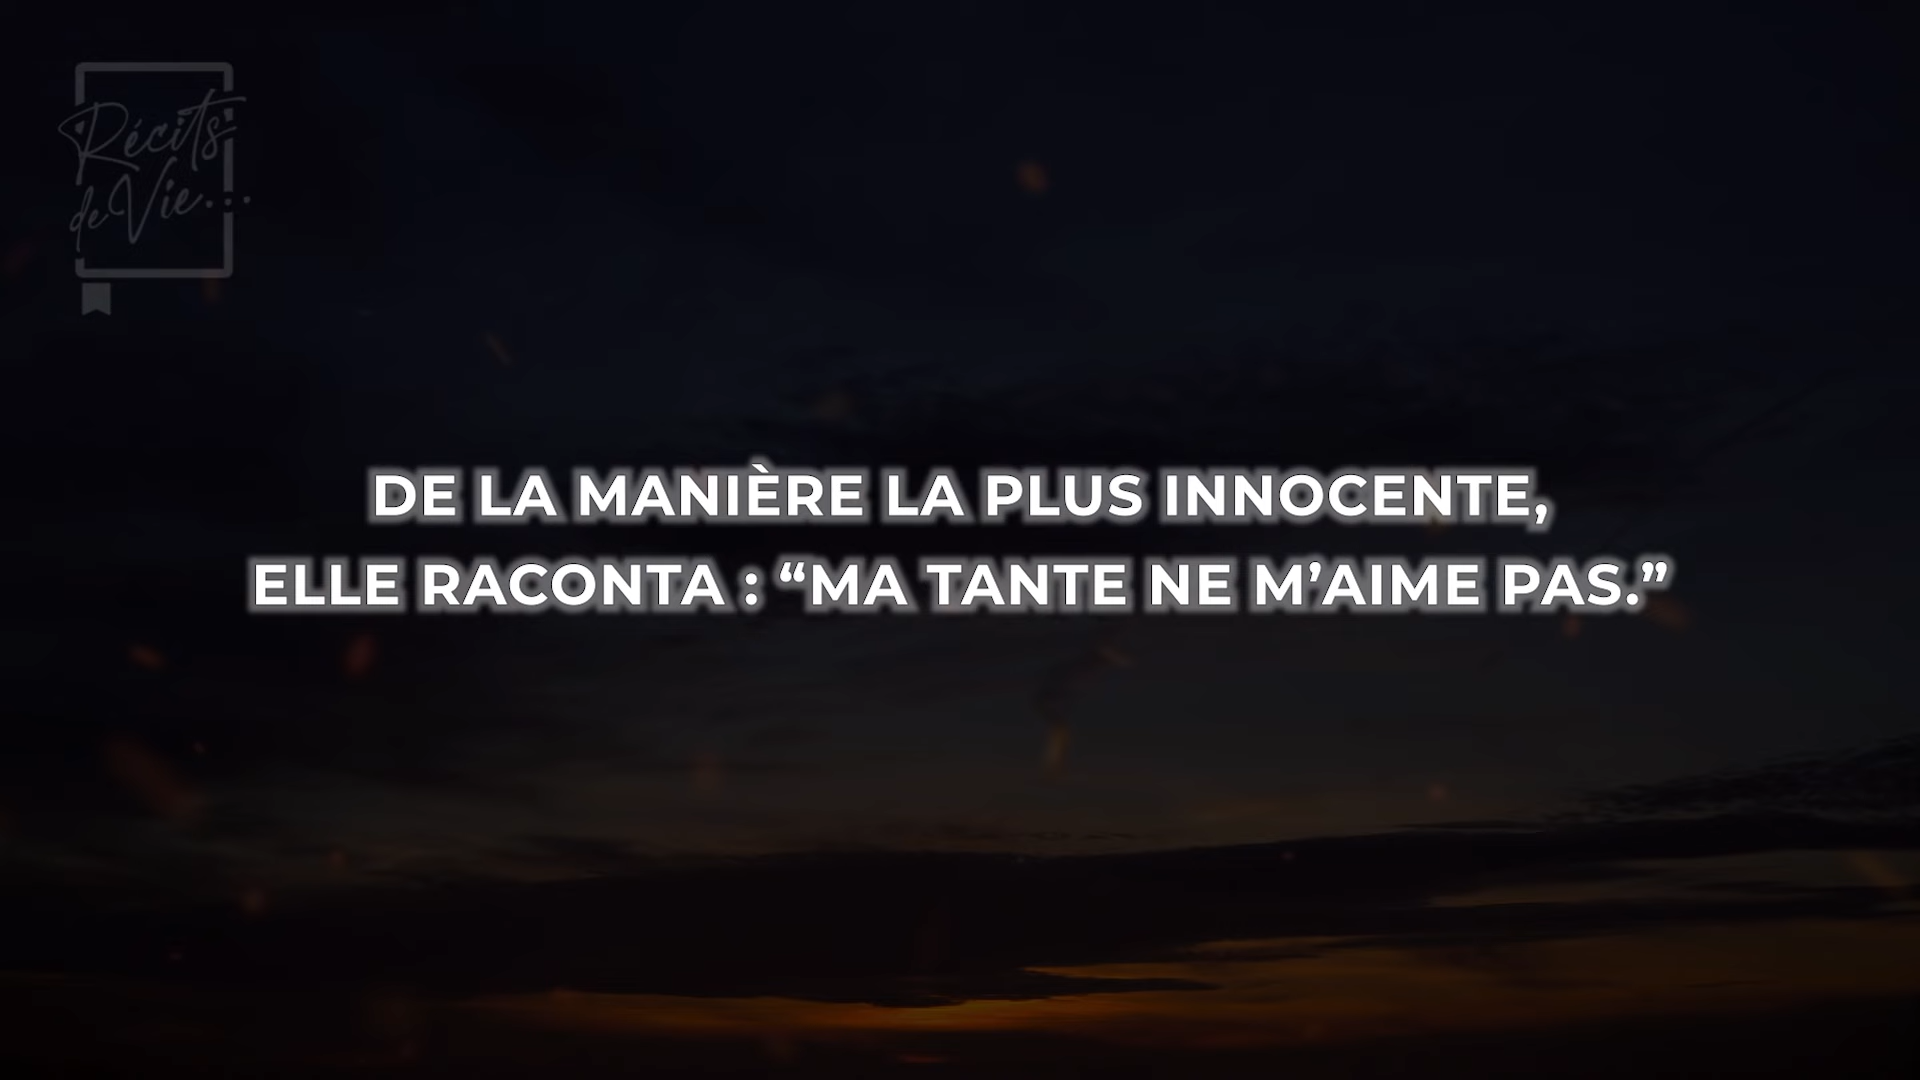 Récits
de Vie...
DE LA MANIÈRE LA PLUS INNOCENTE,
ELLE RACONTA : “MA TANTE NE M’AIME PAS.”